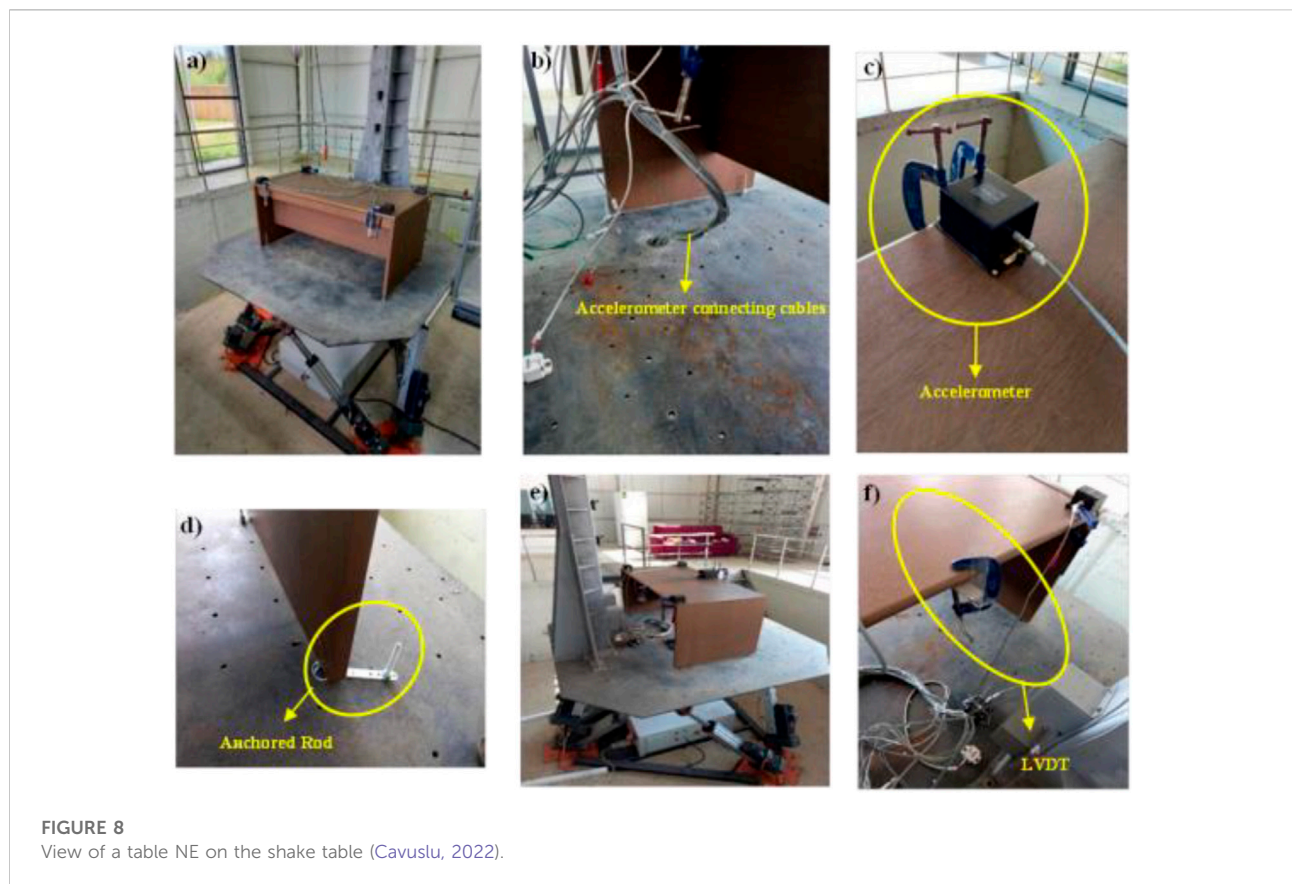 a)
b)
c)
Accelerometer connecting cables
Accelerometer
d)
e)
f)
Anchored Rod
LVDT
FIGURE 8
View of a table NE on the shake table (Cavuslu, 2022).